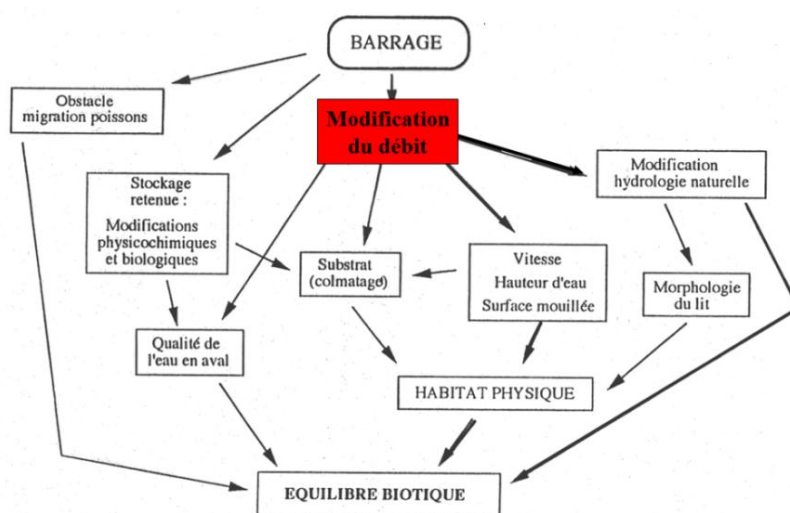 BARRAGE
Obstacle
migration poissons
Modification
du débit
Modification
hydrologie naturelle
Stockage
retenue :
Modifications
physicochimiques
et biologiques
Substrat
(colmatage)
Vitesse
Hauteur d'eau
Surface mouillée
Morphologie
du lit
Qualité de
l'eau en aval
HABITAT PHYSIQUE
EQUILIBRE BIOTIQUE